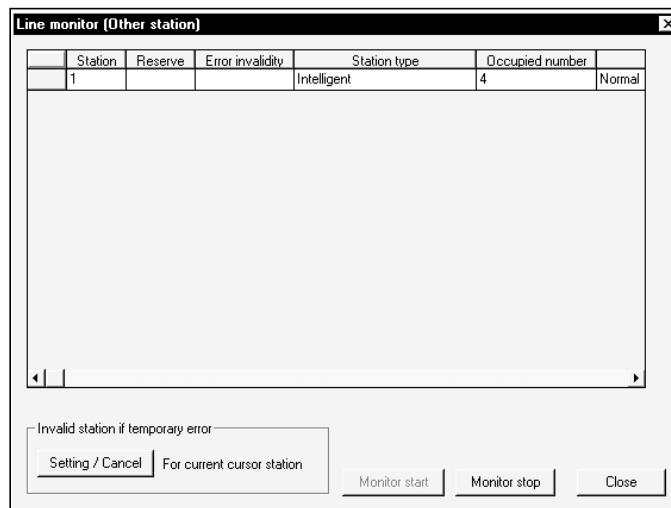 Line monitor (Other station)
Station Reserve Error invalidity Station type Occupied number
1 Intelligent 4 Normal
Invalid station if temporary error
Setting / Cancel For current cursor station
Monitor start Monitor stop Close